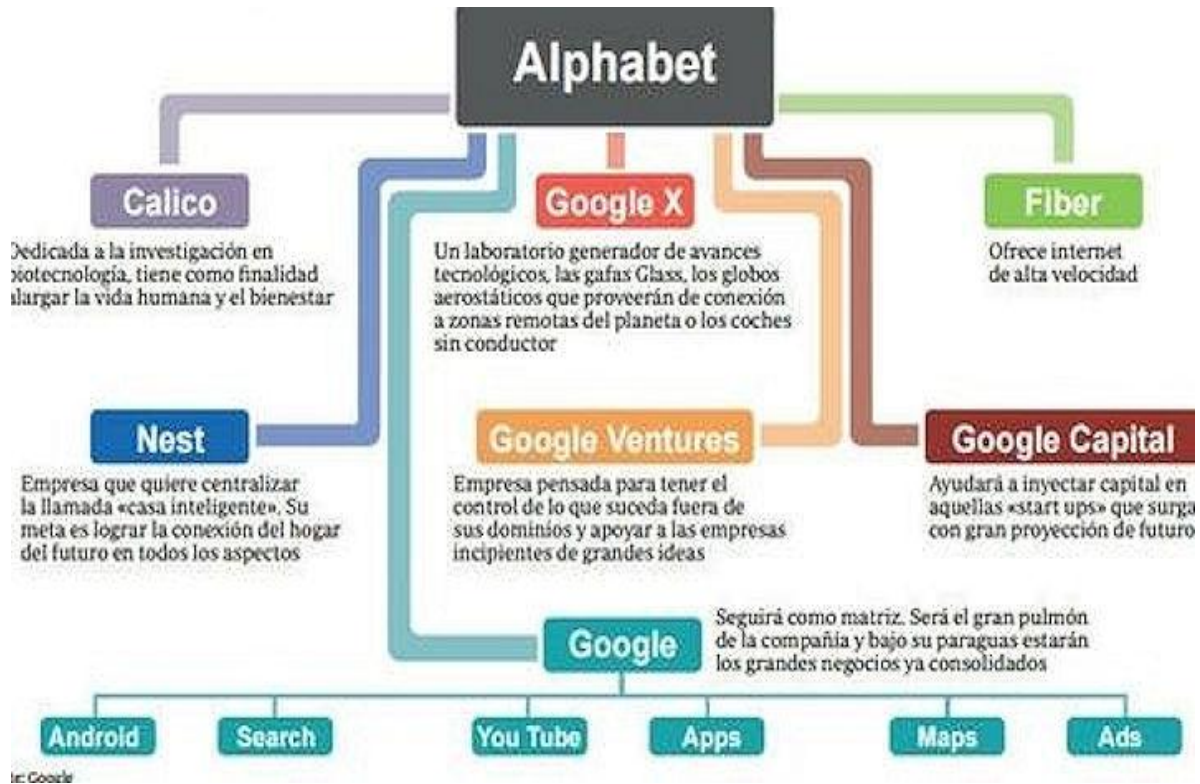 Alphabet
Calico
Dedicada a la investigación en
biotecnología, tiene como finalidad
alargar la vida humana y el bienestar
Google X
Un laboratorio generador de avances
tecnológicos, las gafas Glass, los globos
aerostáticos que proveerán de conexión
a zonas remotas del planeta o los coches
sin conductor
Fiber
Ofrece internet
de alta velocidad
Nest
Empresa que quiere centralizar
la llamada «casa inteligente». Su
meta es lograr la conexión del hogar
del futuro en todos los aspectos
Google Ventures
Empresa pensada para tener el
control de lo que suceda fuera de
sus dominios y apoyar a las empresas
incipientes de grandes ideas
Google Capital
Ayudará a inyectar capital en
aquellas «start ups» que surga
con gran proyección de futuro
Google
Seguirá como matriz. Será el gran pulmón
de la compañía y bajo su paraguas estarán
los grandes negocios ya consolidados
Android
Search
You Tube
Apps
Maps
Ads
Google